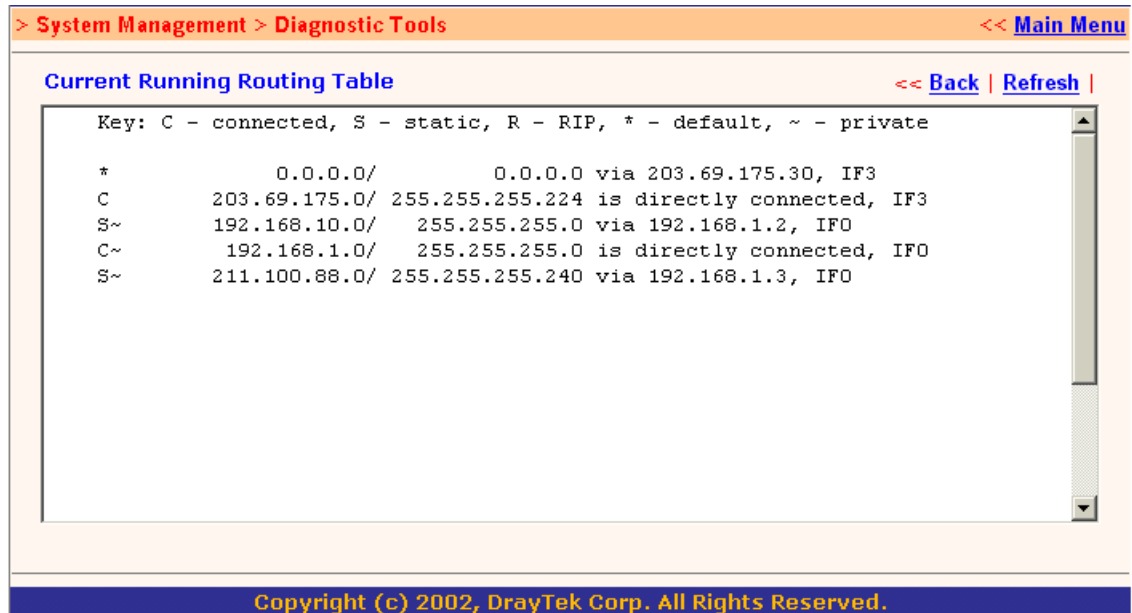 > System Management > Diagnostic Tools << Main Menu
Current Running Routing Table << Back | Refresh |
Key: C - connected, S - static, R - RIP, * - default, ~ - private
* 0.0.0.0/ 0.0.0.0 via 203.69.175.30, IF3
C 203.69.175.0/ 255.255.255.224 is directly connected, IF3
S~ 192.168.10.0/ 255.255.255.0 via 192.168.1.2, IF0
C~ 192.168.1.0/ 255.255.255.0 is directly connected, IF0
S~ 211.100.88.0/ 255.255.255.240 via 192.168.1.3, IF0
Copyright (c) 2002, DrayTek Corp. All Rights Reserved.